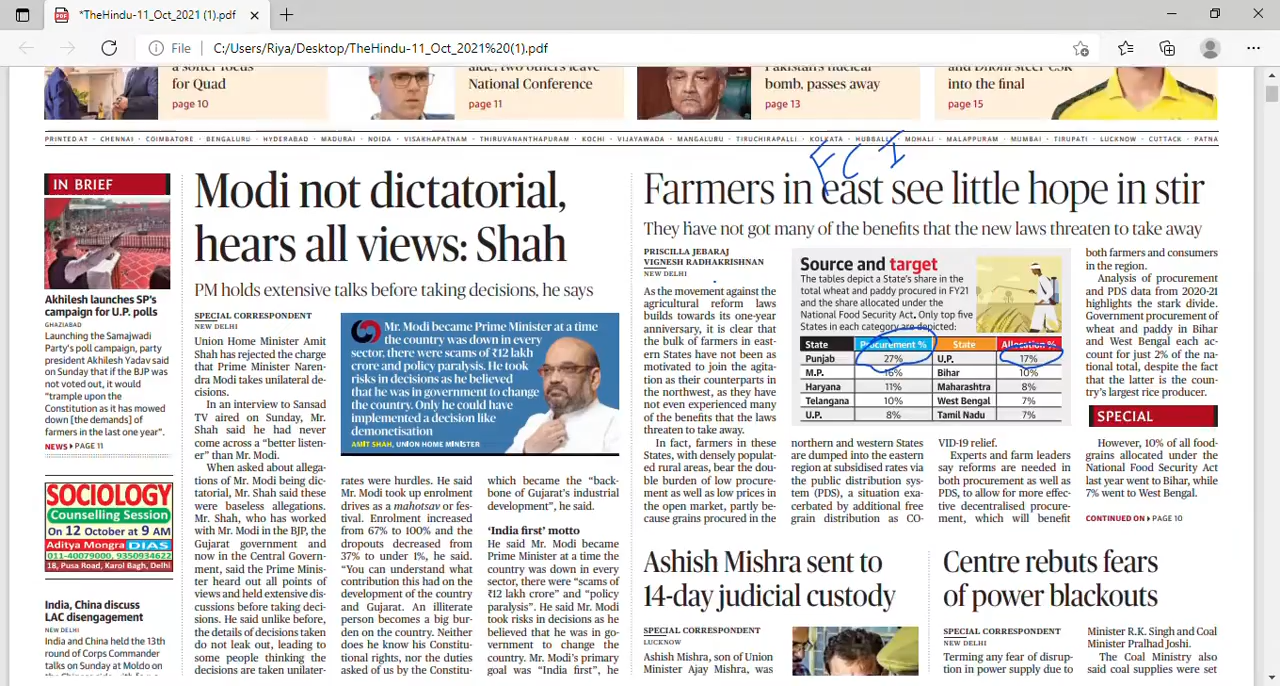 *TheHindu-11_Oct_2021 (1).pdf
File
C:/Users/Riya/Desktop/TheHindu-11_Oct_2021%20(1).pdf
for Quad
page 10
National Conference
page 11
bomb, passes away
page 13
into the final
page 15
PRINTED AT · CHENNAI · COIMBATORE · BENGALURU · HYDERABAD · MADURAI · NOIDA · VISAKHAPATNAM · THIRUVANANTHAPURAM · KOCHI · VIJAYAWADA · MANGALURU · TIRUCHIRAPALLI · KOLKATA · HUBBALLI · MOHALI · MALAPPURAM · MUMBAI · TIRUPATI · LUCKNOW · CUTTACK · PATNA
FCI
IN BRIEF
Akhilesh launches SP's
campaign for U.P. polls
GHAZIABAD
Launching the Samajwadi
Party's poll campaign, party
president Akhilesh Yadav said
on Sunday that if the BJP was
not voted out, it would
"trample upon the
Constitution as it has mowed
down [the demands] of
farmers in the last one year".
NEWS PAGE 11
SOCIOLOGY
Counselling Session
On 12 October at 9 AM
Aditya Mongra DIAS
011-40079000, 9350934622
18, Pusa Road, Karol Bagh, Delhi
India, China discuss
LAC disengagement
NEW DELHI
India and China held the 13th
round of Corps Commander
talks on Sunday at Moldo on
Modi not dictatorial,
hears all views: Shah
PM holds extensive talks before taking decisions, he says
SPECIAL CORRESPONDENT
NEW DELHI
Union Home Minister Amit
Shah has rejected the charge
that Prime Minister Naren-
dra Modi takes unilateral de-
cisions.
In an interview to Sansad
TV aired on Sunday, Mr.
Shah said he had never
come across a "better listen-
er" than Mr. Modi.
When asked about allega-
tions of Mr. Modi being dic-
tatorial, Mr. Shah said these
were baseless allegations.
Mr. Shah, who has worked
with Mr. Modi in the BJP, the
Gujarat government and
now in the Central Govern-
ment, said the Prime Minis-
ter heard out all points of
views and held extensive dis-
cussions before taking deci-
sions. He said unlike before,
the details of decisions taken
do not leak out, leading to
some people thinking the
decisions are taken unilater-
Mr. Modi became Prime Minister at a time
the country was down in every
sector, there were scams of ₹12 lakh
crore and policy paralysis. He took
risks in decisions as he believed
that he was in government to change
the country. Only he could have
implemented a decision like
demonetisation
AMIT SHAH, UNION HOME MINISTER
rates were hurdles. He said
Mr. Modi took up enrolment
drives as a mahotsav or fes-
tival. Enrolment increased
from 67% to 100% and the
dropouts decreased from
37% to under 1%, he said.
"You can understand what
contribution this had on the
development of the country
and Gujarat. An illiterate
person becomes a big bur-
den on the country. Neither
does he know his Constitu-
tional rights, nor the duties
asked of us by the Constitu-
which became the "back-
bone of Gujarat's industrial
development", he said.
'India first' motto
He said Mr. Modi became
Prime Minister at a time the
country was down in every
sector, there were "scams of
₹12 lakh crore" and "policy
paralysis". He said Mr. Modi
took risks in decisions as he
believed that he was in go-
vernment to change the
country. Mr. Modi's primary
goal was "India first", he
Farmers in east see little hope in stir
They have not got many of the benefits that the new laws threaten to take away
PRISCILLA JEBARAJ
VIGNESH RADHAKRISHNAN
NEW DELHI
As the movement against the
agricultural reform laws
builds towards its one-year
anniversary, it is clear that
the bulk of farmers in east-
ern States have not been as
motivated to join the agita-
tion as their counterparts in
the northwest, as they have
not even experienced many
of the benefits that the laws
threaten to take away.
In fact, farmers in these
States, with densely populat-
ed rural areas, bear the dou-
ble burden of low procure-
ment as well as low prices in
the open market, partly be-
cause grains procured in the
Source and target
The tables depict a State's share in the
total wheat and paddy procured in FY21
and the share allocated under the
National Food Security Act. Only top five
States in each category are depicted:
State Procurement % State Allocation %
Punjab 27% U.P. 17%
M.P. 16% Bihar 10%
Haryana 11% Maharashtra 8%
Telangana 10% West Bengal 7%
U.P. 8% Tamil Nadu 7%
northern and western States
are dumped into the eastern
region at subsidised rates via
the public distribution sys-
tem (PDS), a situation exa-
cerbated by additional free
grain distribution as CO-
VID-19 relief.
Experts and farm leaders
say reforms are needed in
both procurement as well as
PDS, to allow for more effec-
tive decentralised procure-
ment, which will benefit
both farmers and consumers
in the region.
Analysis of procurement
and PDS data from 2020-21
highlights the stark divide.
Government procurement of
wheat and paddy in Bihar
and West Bengal each ac-
count for just 2% of the na-
tional total, despite the fact
that the latter is the coun-
try's largest rice producer.
SPECIAL
However, 10% of all food-
grains allocated under the
National Food Security Act
last year went to Bihar, while
7% went to West Bengal.
CONTINUED ON PAGE 10
Ashish Mishra sent to
14-day judicial custody
SPECIAL CORRESPONDENT
LUCKNOW
Ashish Mishra, son of Union
Minister Ajay Mishra, was
Centre rebuts fears
of power blackouts
SPECIAL CORRESPONDENT
NEW DELHI
Terming any fear of disrup-
tion in power supply due to
Minister R.K. Singh and Coal
Minister Pralhad Joshi.
The Coal Ministry also
said coal supplies were set